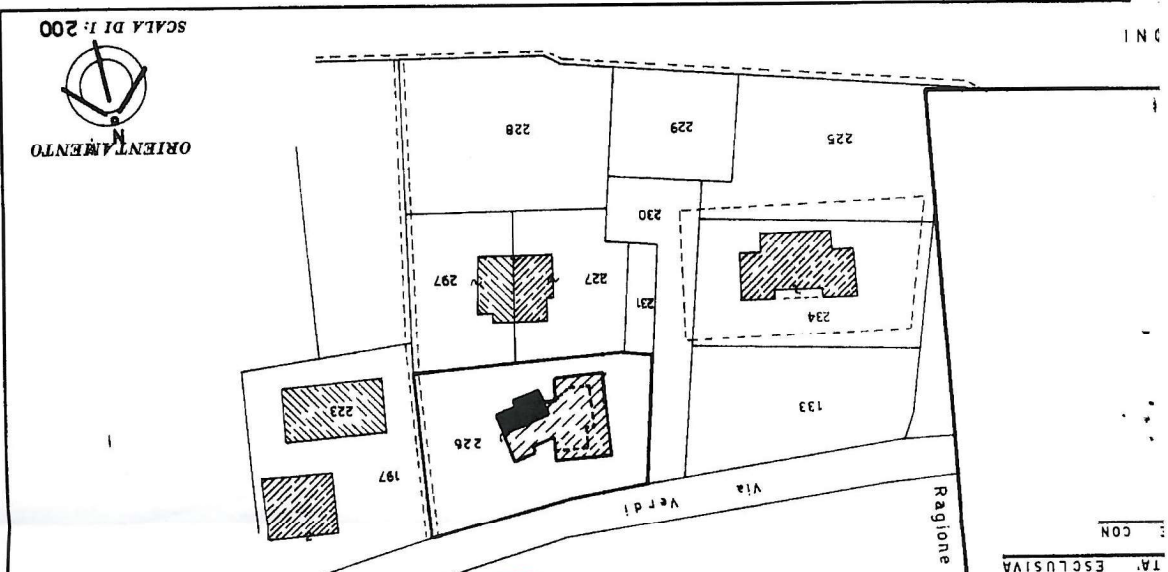 TA' ESCLUSIVA
CON
Ragione
Via Verdi
197
226
133
223
234
231
227
297
230
225
229
228
ORIENTAMENTO
N
SCALA DI 1: 200
ONI